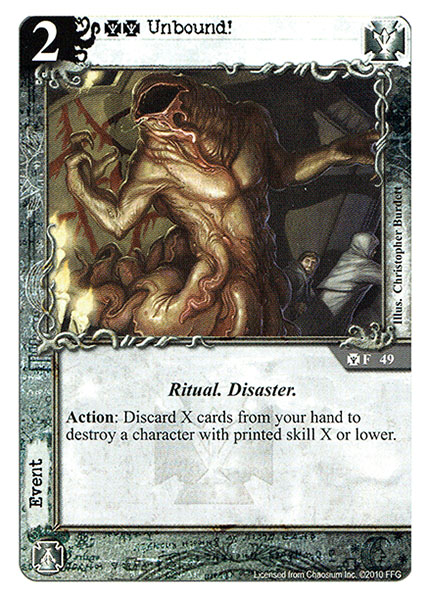 2 Unbound!
Illus. Christopher Burdett
F 49
Ritual. Disaster.
Action: Discard X cards from your hand to
destroy a character with printed skill X or lower.
Event
Licensed from Chaosium Inc. ©2010 FFG